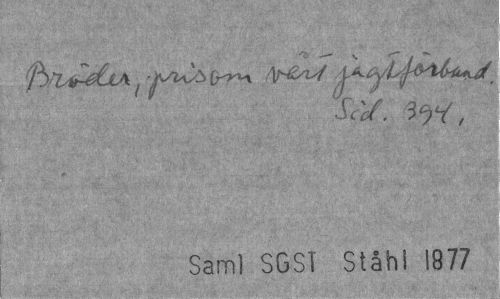 Bröder, prisom vårt jagtförbund.
Sid. 394,
Saml SGST Ståhl 1877